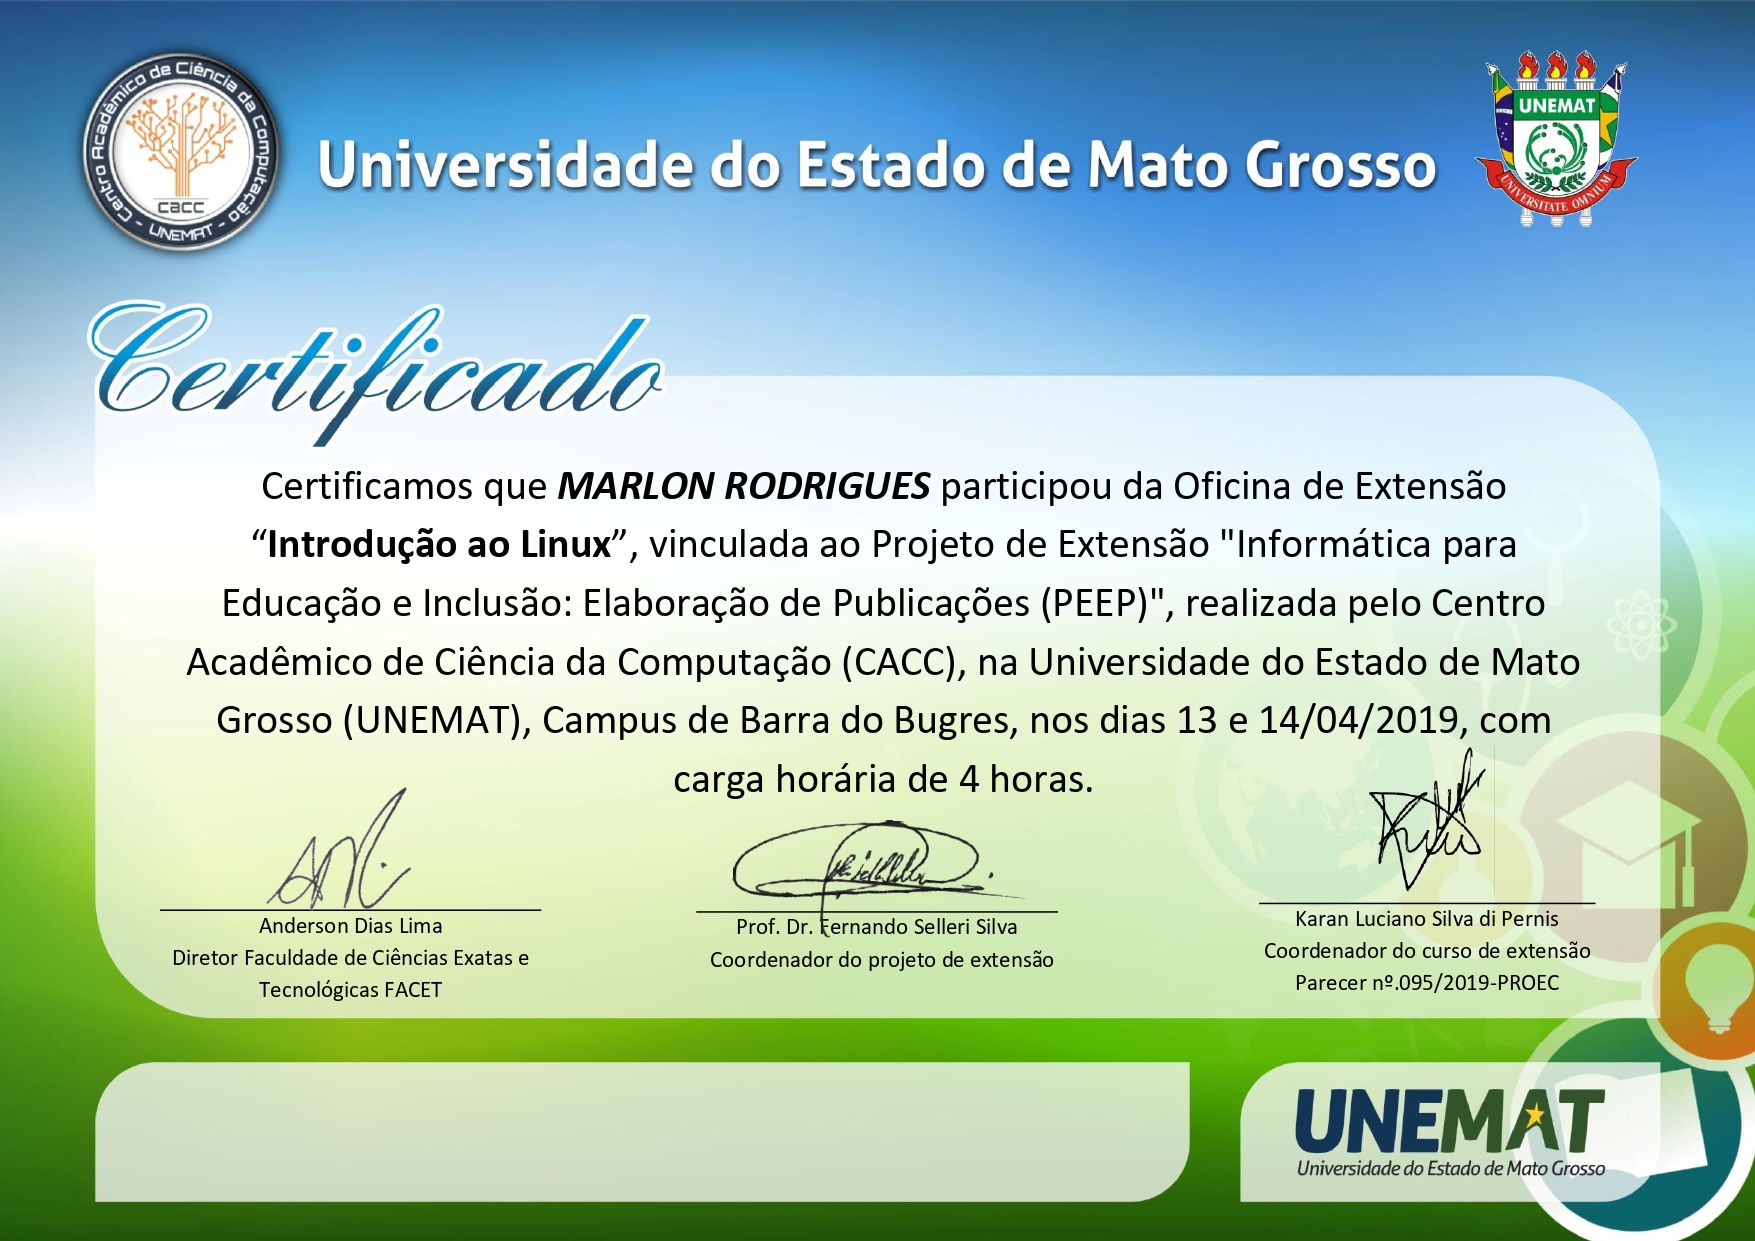 Centro Acadêmico de Ciência da Computação
cacc
- UNEMAT -
Universidade do Estado de Mato Grosso
UNEMAT
UNIVERSITATE OMNIUM
Certificado
Certificamos que MARLON RODRIGUES participou da Oficina de Extensão
“Introdução ao Linux”, vinculada ao Projeto de Extensão "Informática para
Educação e Inclusão: Elaboração de Publicações (PEEP)", realizada pelo Centro
Acadêmico de Ciência da Computação (CACC), na Universidade do Estado de Mato
Grosso (UNEMAT), Campus de Barra do Bugres, nos dias 13 e 14/04/2019, com
carga horária de 4 horas.
Anderson Dias Lima
Diretor Faculdade de Ciências Exatas e
Tecnológicas FACET
Prof. Dr. Fernando Selleri Silva
Coordenador do projeto de extensão
Karan Luciano Silva di Pernis
Coordenador do curso de extensão
Parecer nº.095/2019-PROEC
UNEMAT
Universidade do Estado de Mato Grosso